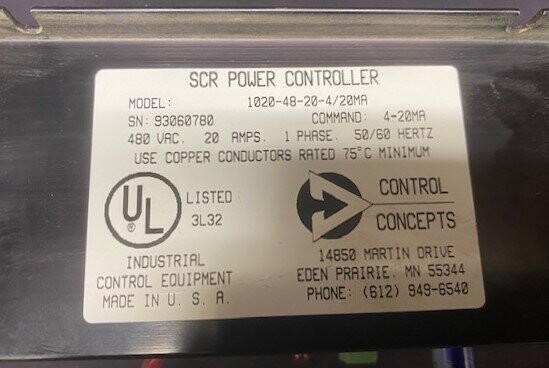 SCR POWER CONTROLLER
MODEL: 1020-48-20-4/20MA
SN: 93060780 COMMAND: 4-20MA
480 VAC. 20 AMPS. 1 PHASE. 50/60 HERTZ
USE COPPER CONDUCTORS RATED 75°C MINIMUM
UL
®
LISTED
3L32
INDUSTRIAL
CONTROL EQUIPMENT
MADE IN U. S. A.
CONTROL
CONCEPTS
14850 MARTIN DRIVE
EDEN PRAIRIE, MN 55344
PHONE: (612) 949-6540